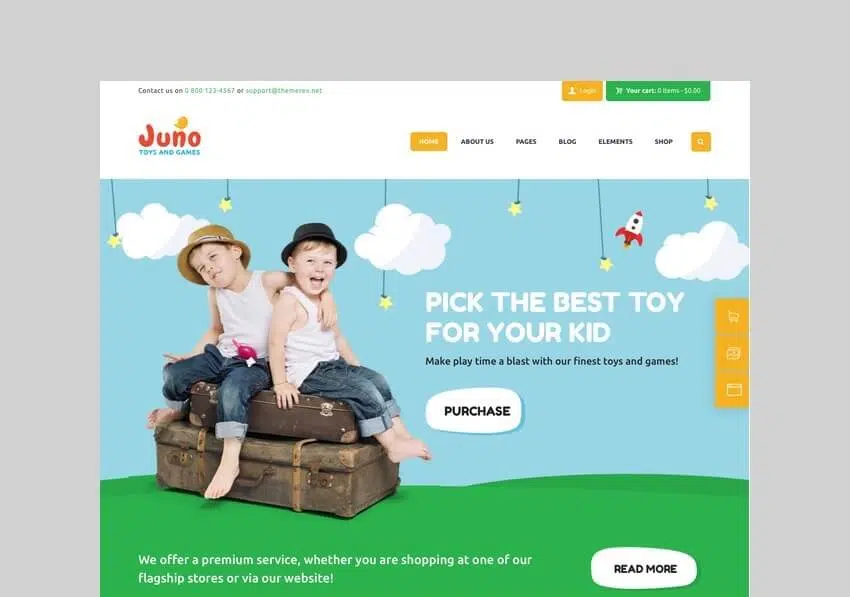 Contact us on 0 800 123-4567 or support@themerex.net
Login
Your cart: 0 Items - $0.00
Juno
TOYS AND GAMES
HOME ABOUT US PAGES BLOG ELEMENTS SHOP
PICK THE BEST TOY
FOR YOUR KID
Make play time a blast with our finest toys and games!
PURCHASE
We offer a premium service, whether you are shopping at one of our
flagship stores or via our website!
READ MORE